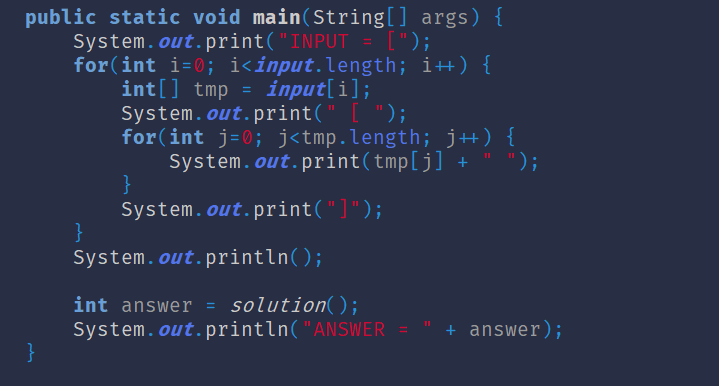 public static void main(String[] args) {
    System.out.print("INPUT = [");
    for(int i=0; i<input.length; i++) {
        int[] tmp = input[i];
        System.out.print(" [ ");
        for(int j=0; j<tmp.length; j++) {
            System.out.print(tmp[j] + " ");
        }
        System.out.print("]");
    }
    System.out.println();

    int answer = solution();
    System.out.println("ANSWER = " + answer);
}